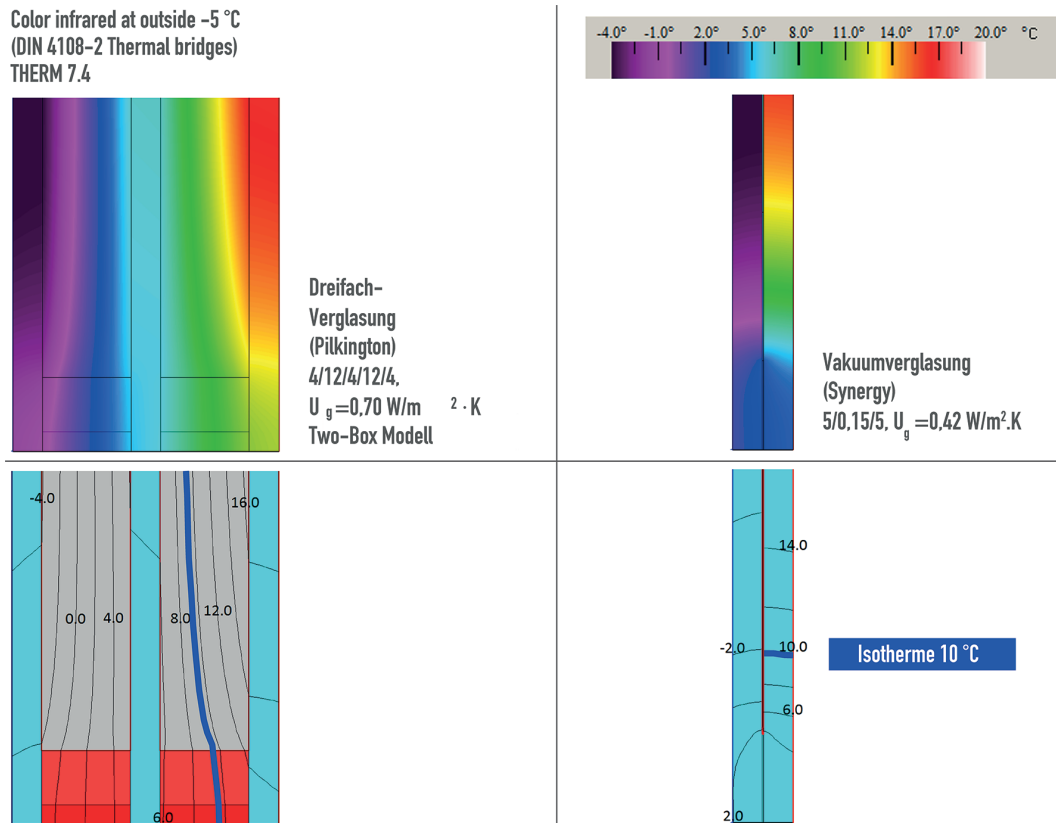 Color infrared at outside -5 °C
(DIN 4108-2 Thermal bridges)
THERM 7.4
-4.0° -1.0° 2.0° 5.0° 8.0° 11.0° 14.0° 17.0° 20.0° °C
Dreifach-
Verglasung
(Pilkington)
4/12/4/12/4,
U g =0,70 W/m 2 · K
Two-Box Modell
Vakuumverglasung
(Synergy)
5/0,15/5, Ug =0,42 W/m².K
-4.0
16.0
0.0
4.0
8.0
12.0
6.0
14.0
-2.0
10.0
6.0
2.0
Isotherme 10 °C